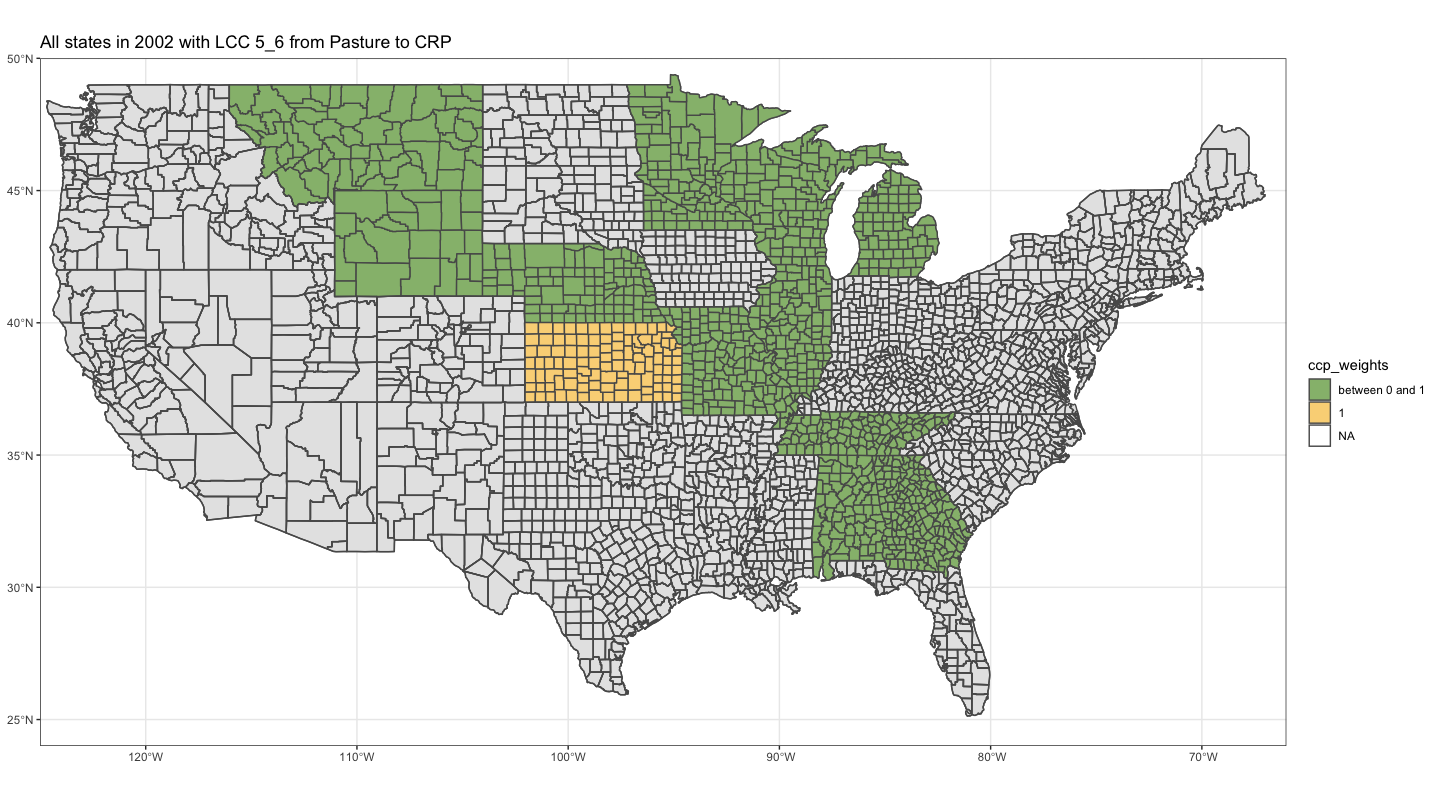 All states in 2002 with LCC 5_6 from Pasture to CRP
50°N
45°N
40°N
35°N
30°N
25°N
120°W
110°W
100°W
90°W
80°W
70°W
ccp_weights
between 0 and 1
1
NA